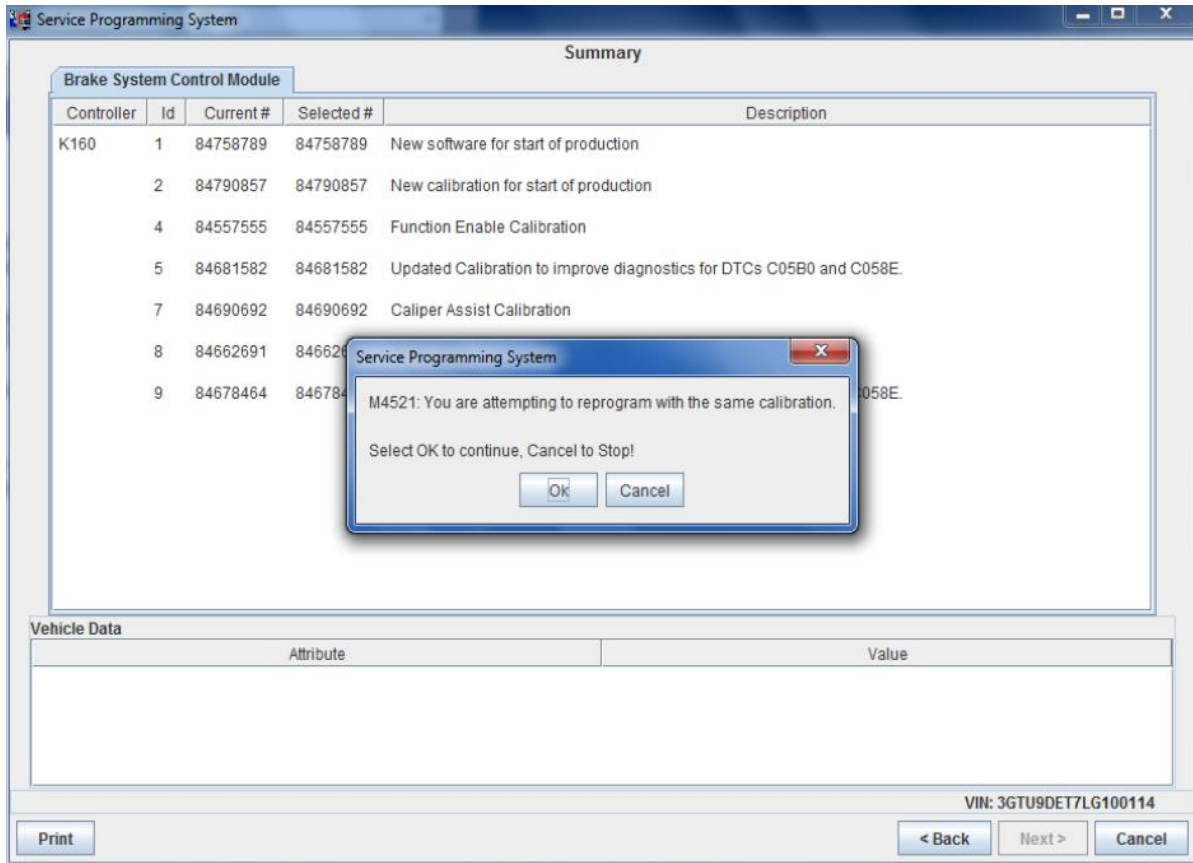 Service Programming System
Summary
Brake System Control Module
Controller Id Current # Selected # Description
K160 1 84758789 84758789 New software for start of production
2 84790857 84790857 New calibration for start of production
4 84557555 84557555 Function Enable Calibration
5 84681582 84681582 Updated Calibration to improve diagnostics for DTCs C05B0 and C058E.
7 84690692 84690692 Caliper Assist Calibration
8 84662691 84662
9 84678464 84678 058E.
Service Programming System
M4521: You are attempting to reprogram with the same calibration.
Select OK to continue, Cancel to Stop!
Ok Cancel
Vehicle Data
Attribute Value
VIN: 3GTU9DET7LG100114
Print < Back Next > Cancel